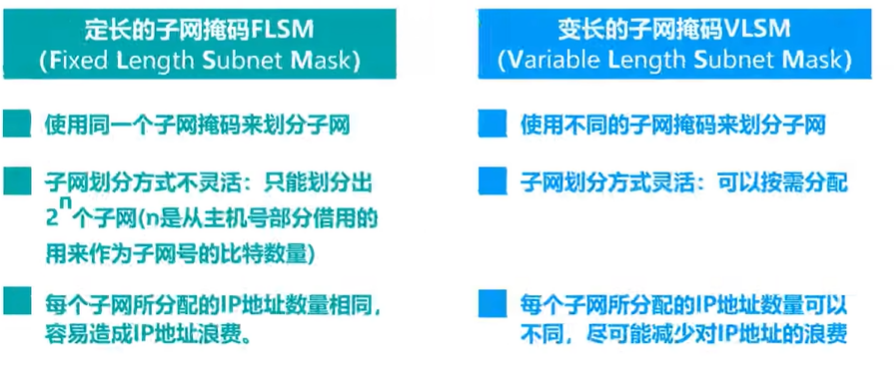 定长的子网掩码FLSM
(Fixed Length Subnet Mask)
使用同一个子网掩码来划分子网
子网划分方式不灵活：只能划分出
2^n个子网(n是从主机号部分借用的
用来作为子网号的比特数量)
每个子网所分配的IP地址数量相同，
容易造成IP地址浪费。
变长的子网掩码VLSM
(Variable Length Subnet Mask)
使用不同的子网掩码来划分子网
子网划分方式灵活：可以按需分配
每个子网所分配的IP地址数量可以
不同，尽可能减少对IP地址的浪费